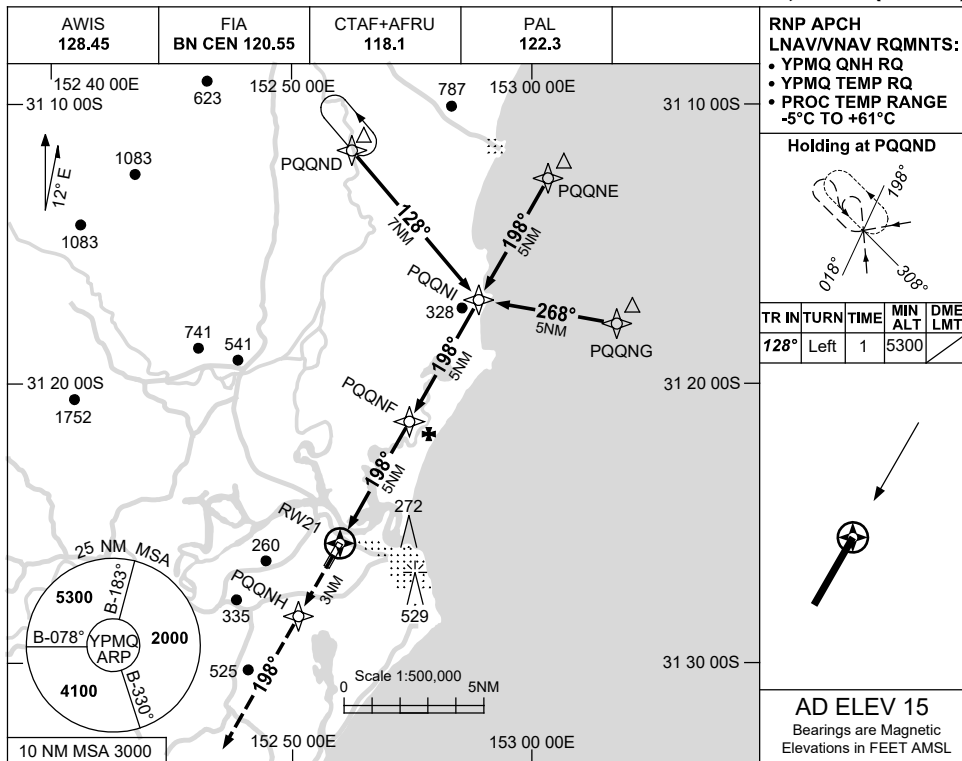 AWIS
128.45
FIA
BN CEN 120.55
CTAF+AFRU
118.1
PAL
122.3
RNP APCH
LNAV/VNAV RQMNTS:
• YPMQ QNH RQ
• YPMQ TEMP RQ
• PROC TEMP RANGE
-5°C TO +61°C
152 40 00E
152 50 00E
153 00 00E
31 10 00S
31 10 00S
623
787
1083
12° E
1083
PQQND
PQQNE
128°
7NM
198°
5NM
PQQNI
328
268°
5NM
PQQNG
741
541
198°
5NM
31 20 00S
31 20 00S
1752
PQQNF
198°
5NM
RW21
272
260
PQQNH
3NM
335
529
525
198°
31 30 00S
25 NM MSA
5300
B-183°
2000
B-078°
YPMQ
ARP
4100
B-330°
Scale 1:500,000
0
5NM
152 50 00E
153 00 00E
10 NM MSA 3000
Holding at PQQND
198°
018°
308°
TR IN TURN TIME MIN ALT DME LMT
128° Left 1 5300
AD ELEV 15
Bearings are Magnetic
Elevations in FEET AMSL